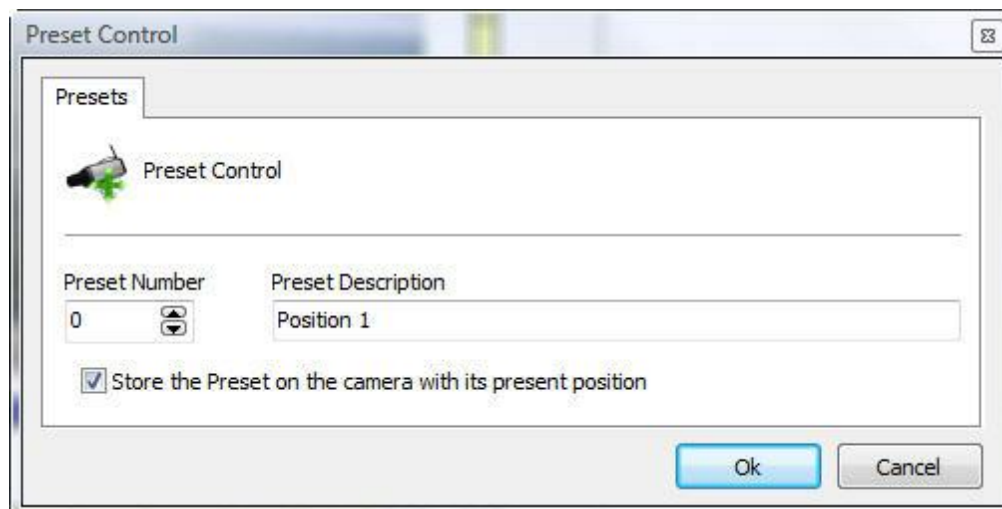 Preset Control
Presets
Preset Control
Preset Number
Preset Description
0
Position 1
Store the Preset on the camera with its present position
Ok
Cancel